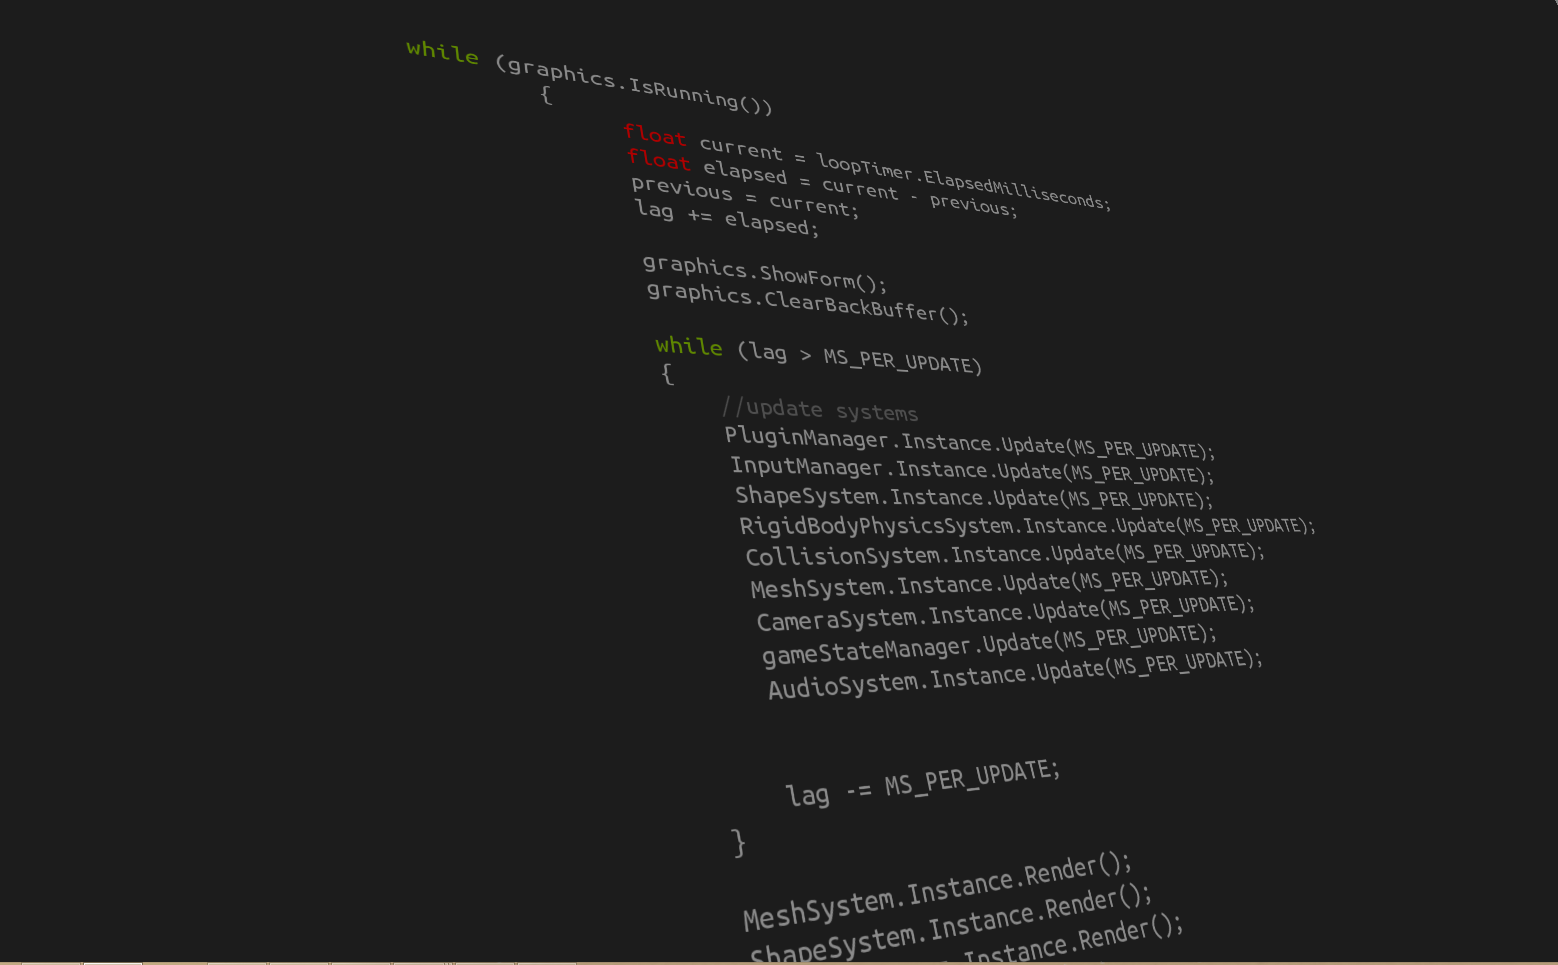 while (graphics.IsRunning())
{
float current = loopTimer.ElapsedMilliseconds;
float elapsed = current - previous;
previous = current;
lag += elapsed;
graphics.ShowForm();
graphics.ClearBackBuffer();
while (lag > MS_PER_UPDATE)
{
//update systems
PluginManager.Instance.Update(MS_PER_UPDATE);
InputManager.Instance.Update(MS_PER_UPDATE);
ShapeSystem.Instance.Update(MS_PER_UPDATE);
RigidBodyPhysicsSystem.Instance.Update(MS_PER_UPDATE);
CollisionSystem.Instance.Update(MS_PER_UPDATE);
MeshSystem.Instance.Update(MS_PER_UPDATE);
CameraSystem.Instance.Update(MS_PER_UPDATE);
gameStateManager.Update(MS_PER_UPDATE);
AudioSystem.Instance.Update(MS_PER_UPDATE);
lag -= MS_PER_UPDATE;
}
MeshSystem.Instance.Render();
ShapeSystem.Instance.Render();
.Instance.Render();